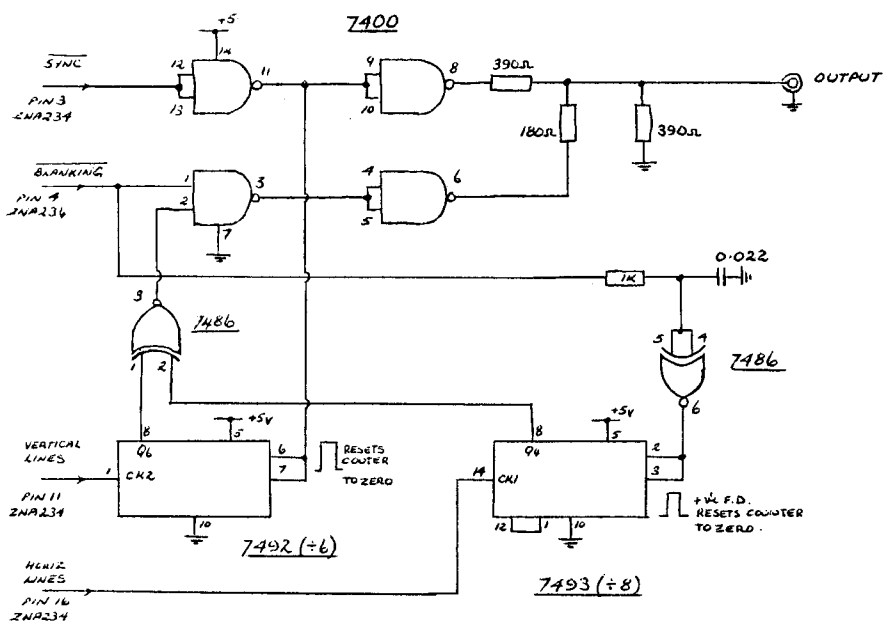 7400
+5
14
SYNC
PIN 3
ZNA234
12
13
11
9
10
8
390Ω
OUTPUT
180Ω
390Ω
BLANKING
PIN 4
ZNA234
1
2
3
7
4
5
6
1K
0.022
3
7486
1
2
5
4
7486
6
VERTICAL
LINES
PIN 11
ZNA234
1
8
Q6
CK2
+5V
5
6
7
10
RESETS
COUTER
TO ZERO
7492 (÷6)
14
8
Q4
CK1
+5V
5
2
3
12
1
10
+VE F.D.
RESETS COUNTER
TO ZERO.
7493 (÷8)
HORIZ
LINES
PIN 16
ZNA234